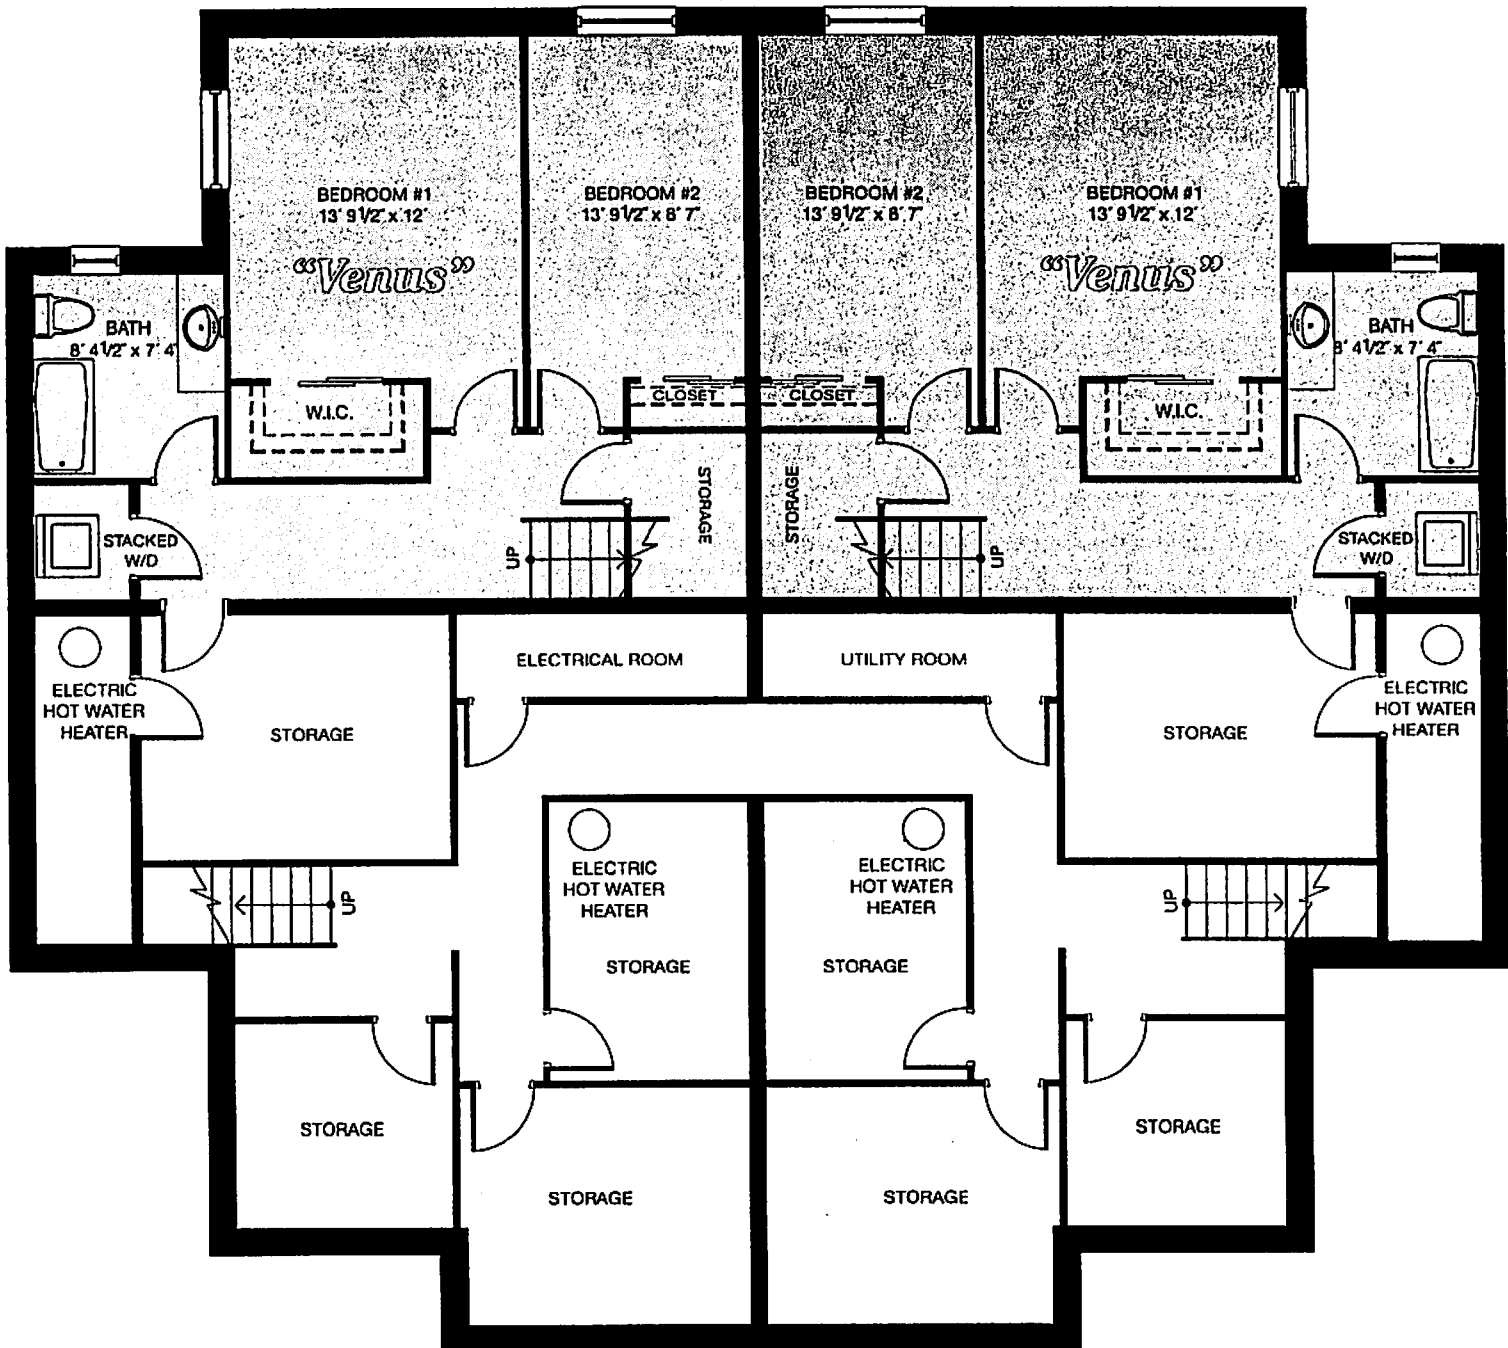 BEDROOM #1
13' 9 1/2" x 12'
"Venus"
BEDROOM #2
13' 9 1/2" x 8' 7"
BEDROOM #2
13' 9 1/2" x 8' 7"
BEDROOM #1
13' 9 1/2" x 12'
"Venus"
BATH
8' 4 1/2" x 7' 4"
W.I.C.
CLOSET
CLOSET
W.I.C.
BATH
8' 4 1/2" x 7' 4"
STORAGE
STORAGE
STACKED
W/D
UP
UP
STACKED
W/D
ELECTRICAL ROOM
UTILITY ROOM
ELECTRIC
HOT WATER
HEATER
STORAGE
STORAGE
ELECTRIC
HOT WATER
HEATER
ELECTRIC
HOT WATER
HEATER
ELECTRIC
HOT WATER
HEATER
UP
UP
STORAGE
STORAGE
STORAGE
STORAGE
STORAGE
STORAGE